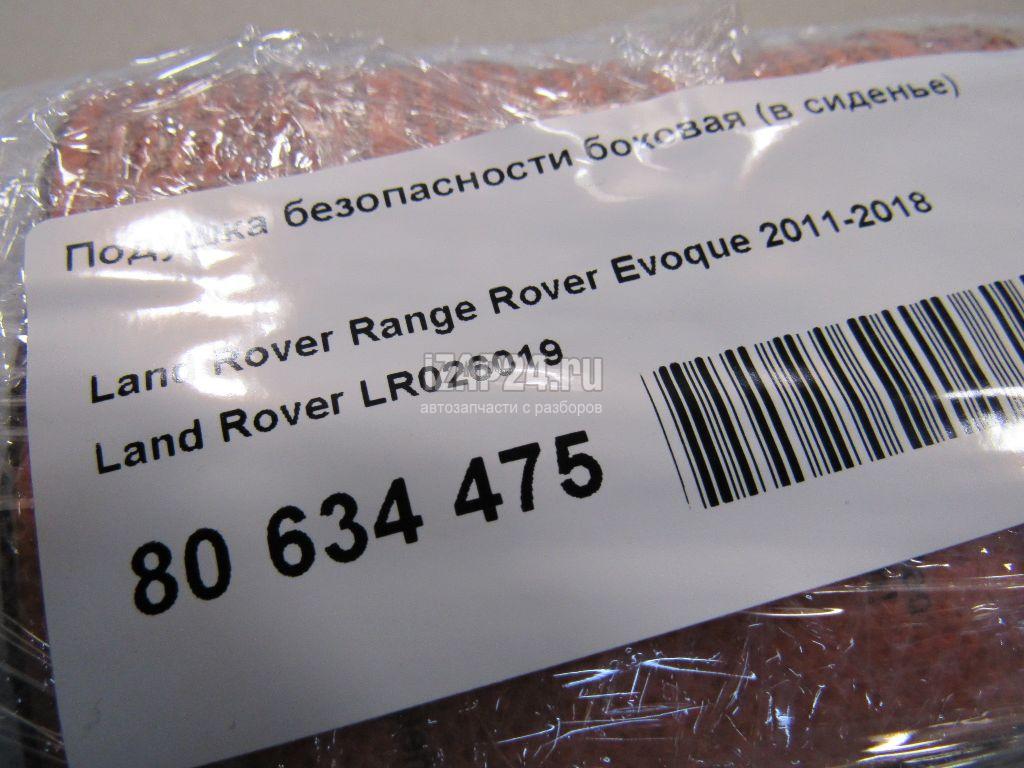 Подушка безопасности боковая (в сиденье)
Land Rover Range Rover Evoque 2011-2018
Land Rover LR026019
iZAP24.ru
автозапчасти с разборов
80 634 475